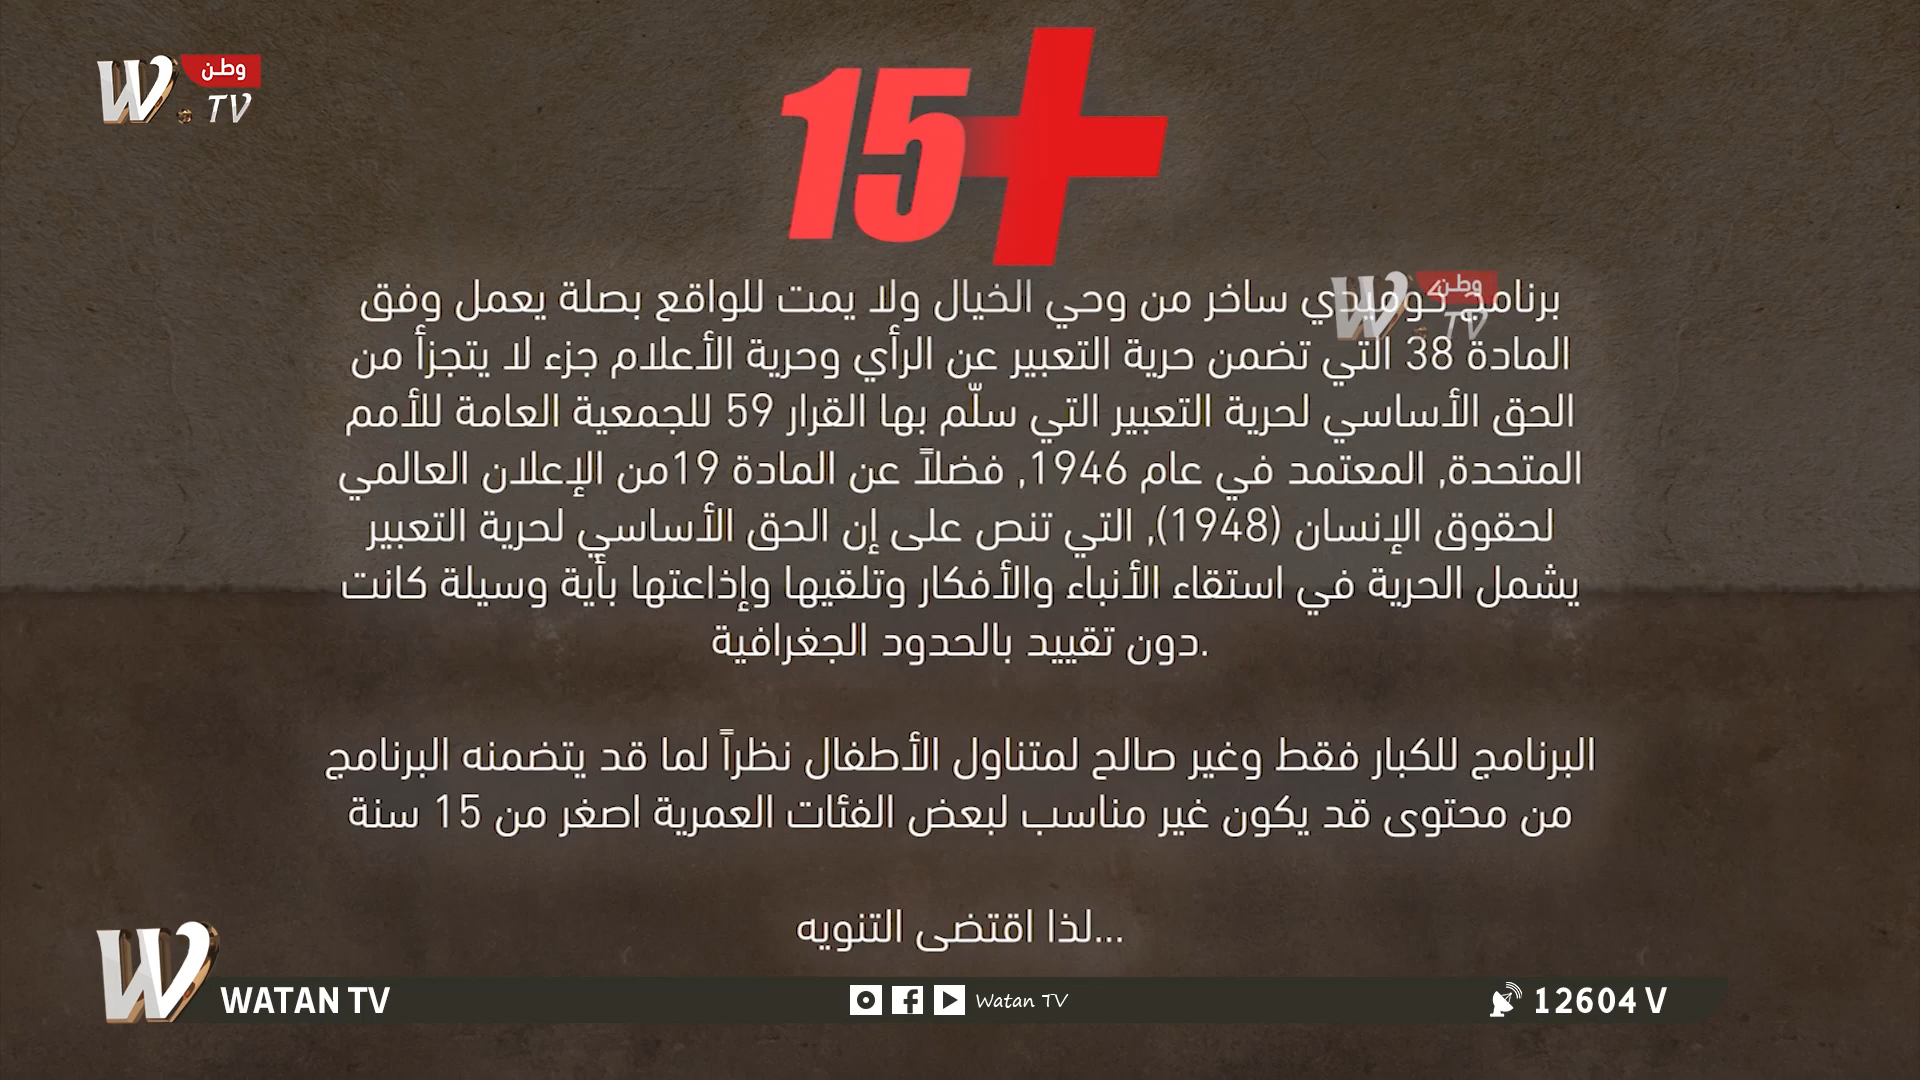 وطن
W.
TV
15+
برنامج كوميدي ساخر من وحي الخيال ولا يمت للواقع بصلة يعمل وفق
المادة 38 التي تضمن حرية التعبير عن الرأي وحرية الأعلام جزء لا يتجزأ من
الحق الأساسي لحرية التعبير التي سلّم بها القرار 59 للجمعية العامة للأمم
المتحدة, المعتمد في عام 1946, فضلاً عن المادة 19من الإعلان العالمي
لحقوق الإنسان (1948), التي تنص على إن الحق الأساسي لحرية التعبير
يشمل الحرية في استقاء الأنباء والأفكار وتلقيها وإذاعتها بأية وسيلة كانت
.دون تقييد بالحدود الجغرافية
البرنامج للكبار فقط وغير صالح لمتناول الأطفال نظراً لما قد يتضمنه البرنامج
من محتوى قد يكون غير مناسب لبعض الفئات العمرية اصغر من 15 سنة
...لذا اقتضى التنويه
وطن
W.
TV
W
WATAN TV
Watan TV
12604 V